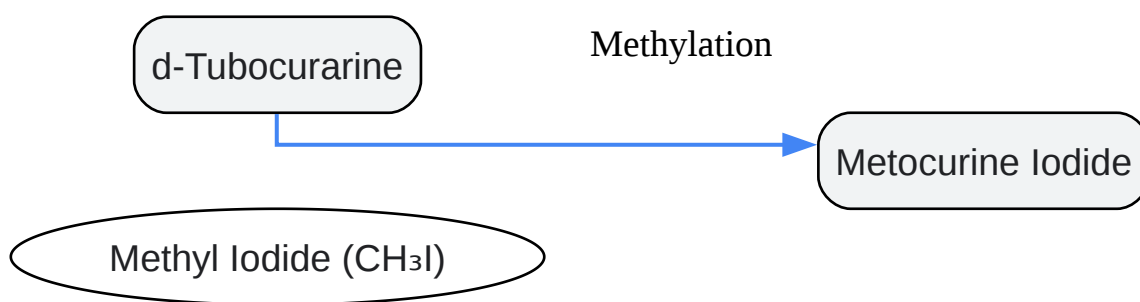 d-Tubocurarine
Methylation
Metocurine Iodide
Methyl Iodide (CH₃I)